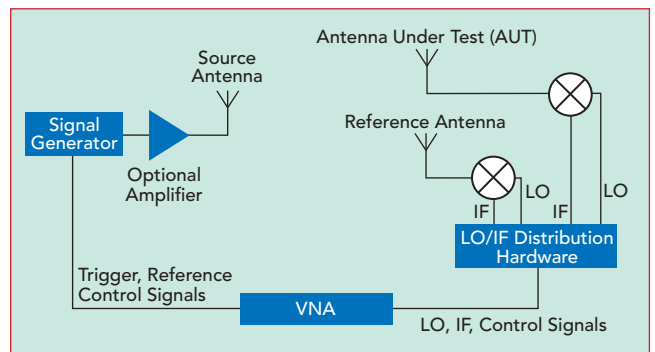 Antenna Under Test (AUT)
Source
Antenna
Signal
Generator
Reference Antenna
Optional
Amplifier
LO
LO
IF
IF
LO/IF Distribution
Hardware
Trigger, Reference
Control Signals
VNA
LO, IF, Control Signals